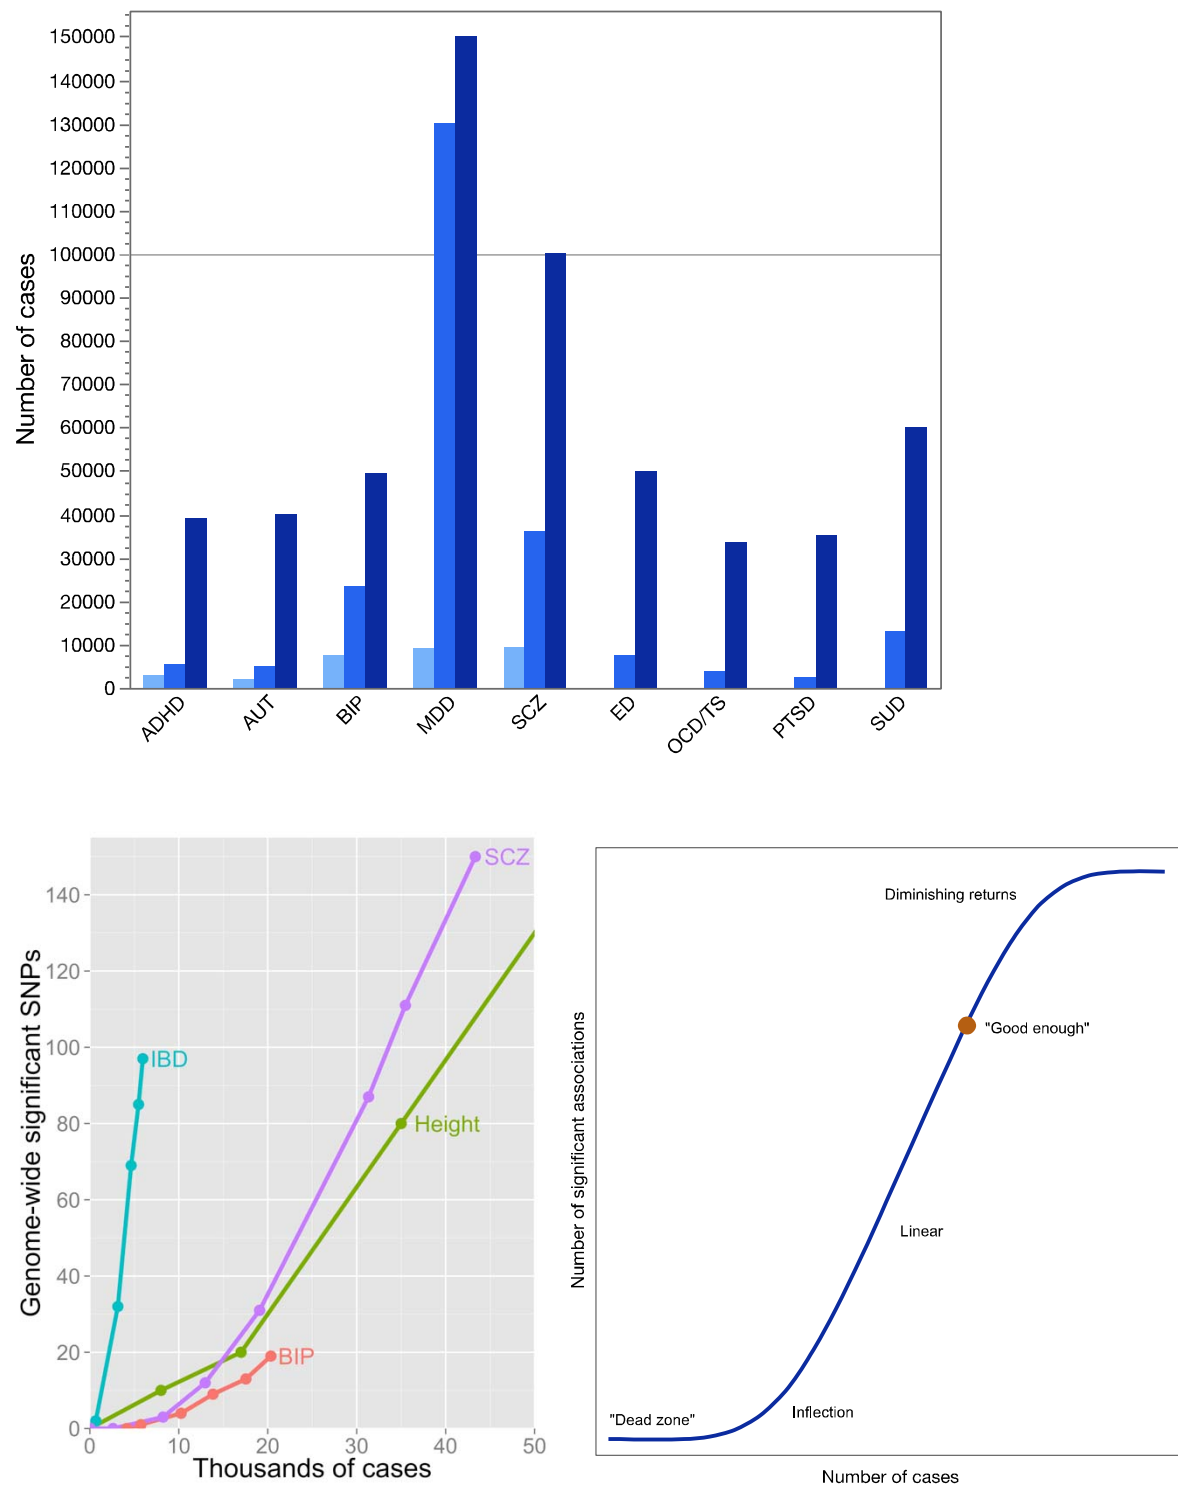 Number of cases
150000
140000
130000
120000
110000
100000
90000
80000
70000
60000
50000
40000
30000
20000
10000
0
ADHD
AUT
BIP
MDD
SCZ
ED
OCD/TS
PTSD
SUD
Genome-wide significant SNPs
140
120
100
80
60
40
20
0
SCZ
IBD
Height
BIP
0
10
20
30
40
50
Thousands of cases
Number of significant associations
Diminishing returns
"Good enough"
Linear
Inflection
"Dead zone"
Number of cases